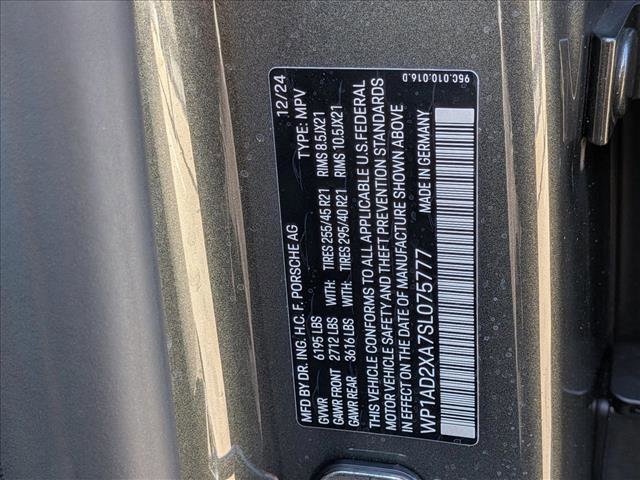 95C.010.016.D
MFD BY DR. ING. H.C. F. PORSCHE AG 12/24
GVWR 6195 LBS TYPE: MPV
GAWR FRONT 2712 LBS WITH: TIRES 255/45 R21 RIMS 8.5JX21
GAWR REAR 3616 LBS WITH: TIRES 295/40 R21 RIMS 10.5JX21
THIS VEHICLE CONFORMS TO ALL APPLICABLE U.S. FEDERAL
MOTOR VEHICLE SAFETY AND THEFT PREVENTION STANDARDS
IN EFFECT ON THE DATE OF MANUFACTURE SHOWN ABOVE
WP1AD2XA7SL075777 MADE IN GERMANY